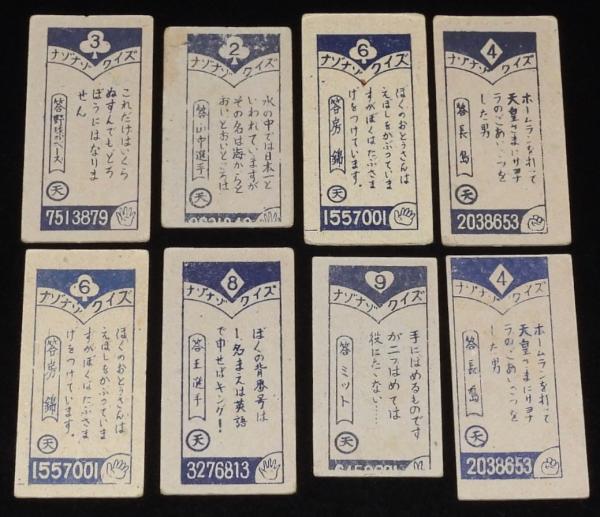 3
ナゾナゾクイズ
これだけはいくら
ぬすんでもどろ
ぼうにはなりま
せん
答 野球のベース
天
7513879
2
ナゾナゾクイズ
水の中では日本一と
いわれていますが
その名は海からと
おいとおいところは
答 山中選手
天
6
ナゾナゾクイズ
ぼくのおとうさんは
えぼしをかぶっていま
すがぼくはたぶさま
げをつけています。
答 房錦
天
1557001
4
ナゾナゾクイズ
ホームランを打って
天皇さまにサヨナ
ラのごあいさつを
した男
答 長島
天
2038653
6
ナゾナゾクイズ
ぼくのおとうさんは
えぼしをかぶっていま
すがぼくはたぶさま
げをつけています。
答 房錦
天
1557001
8
ナゾナゾクイズ
ぼくの背番号は
1名まえは英語
で申せばキング!
答 王選手
天
3276813
9
ナゾナゾクイズ
手にはめるものです
が二つはめては
役にたたない……
答 ミット
天
4
ナゾナゾクイズ
ホームランを打って
天皇さまにサヨナ
ラのごあいさつを
した男
答 長島
天
2038653